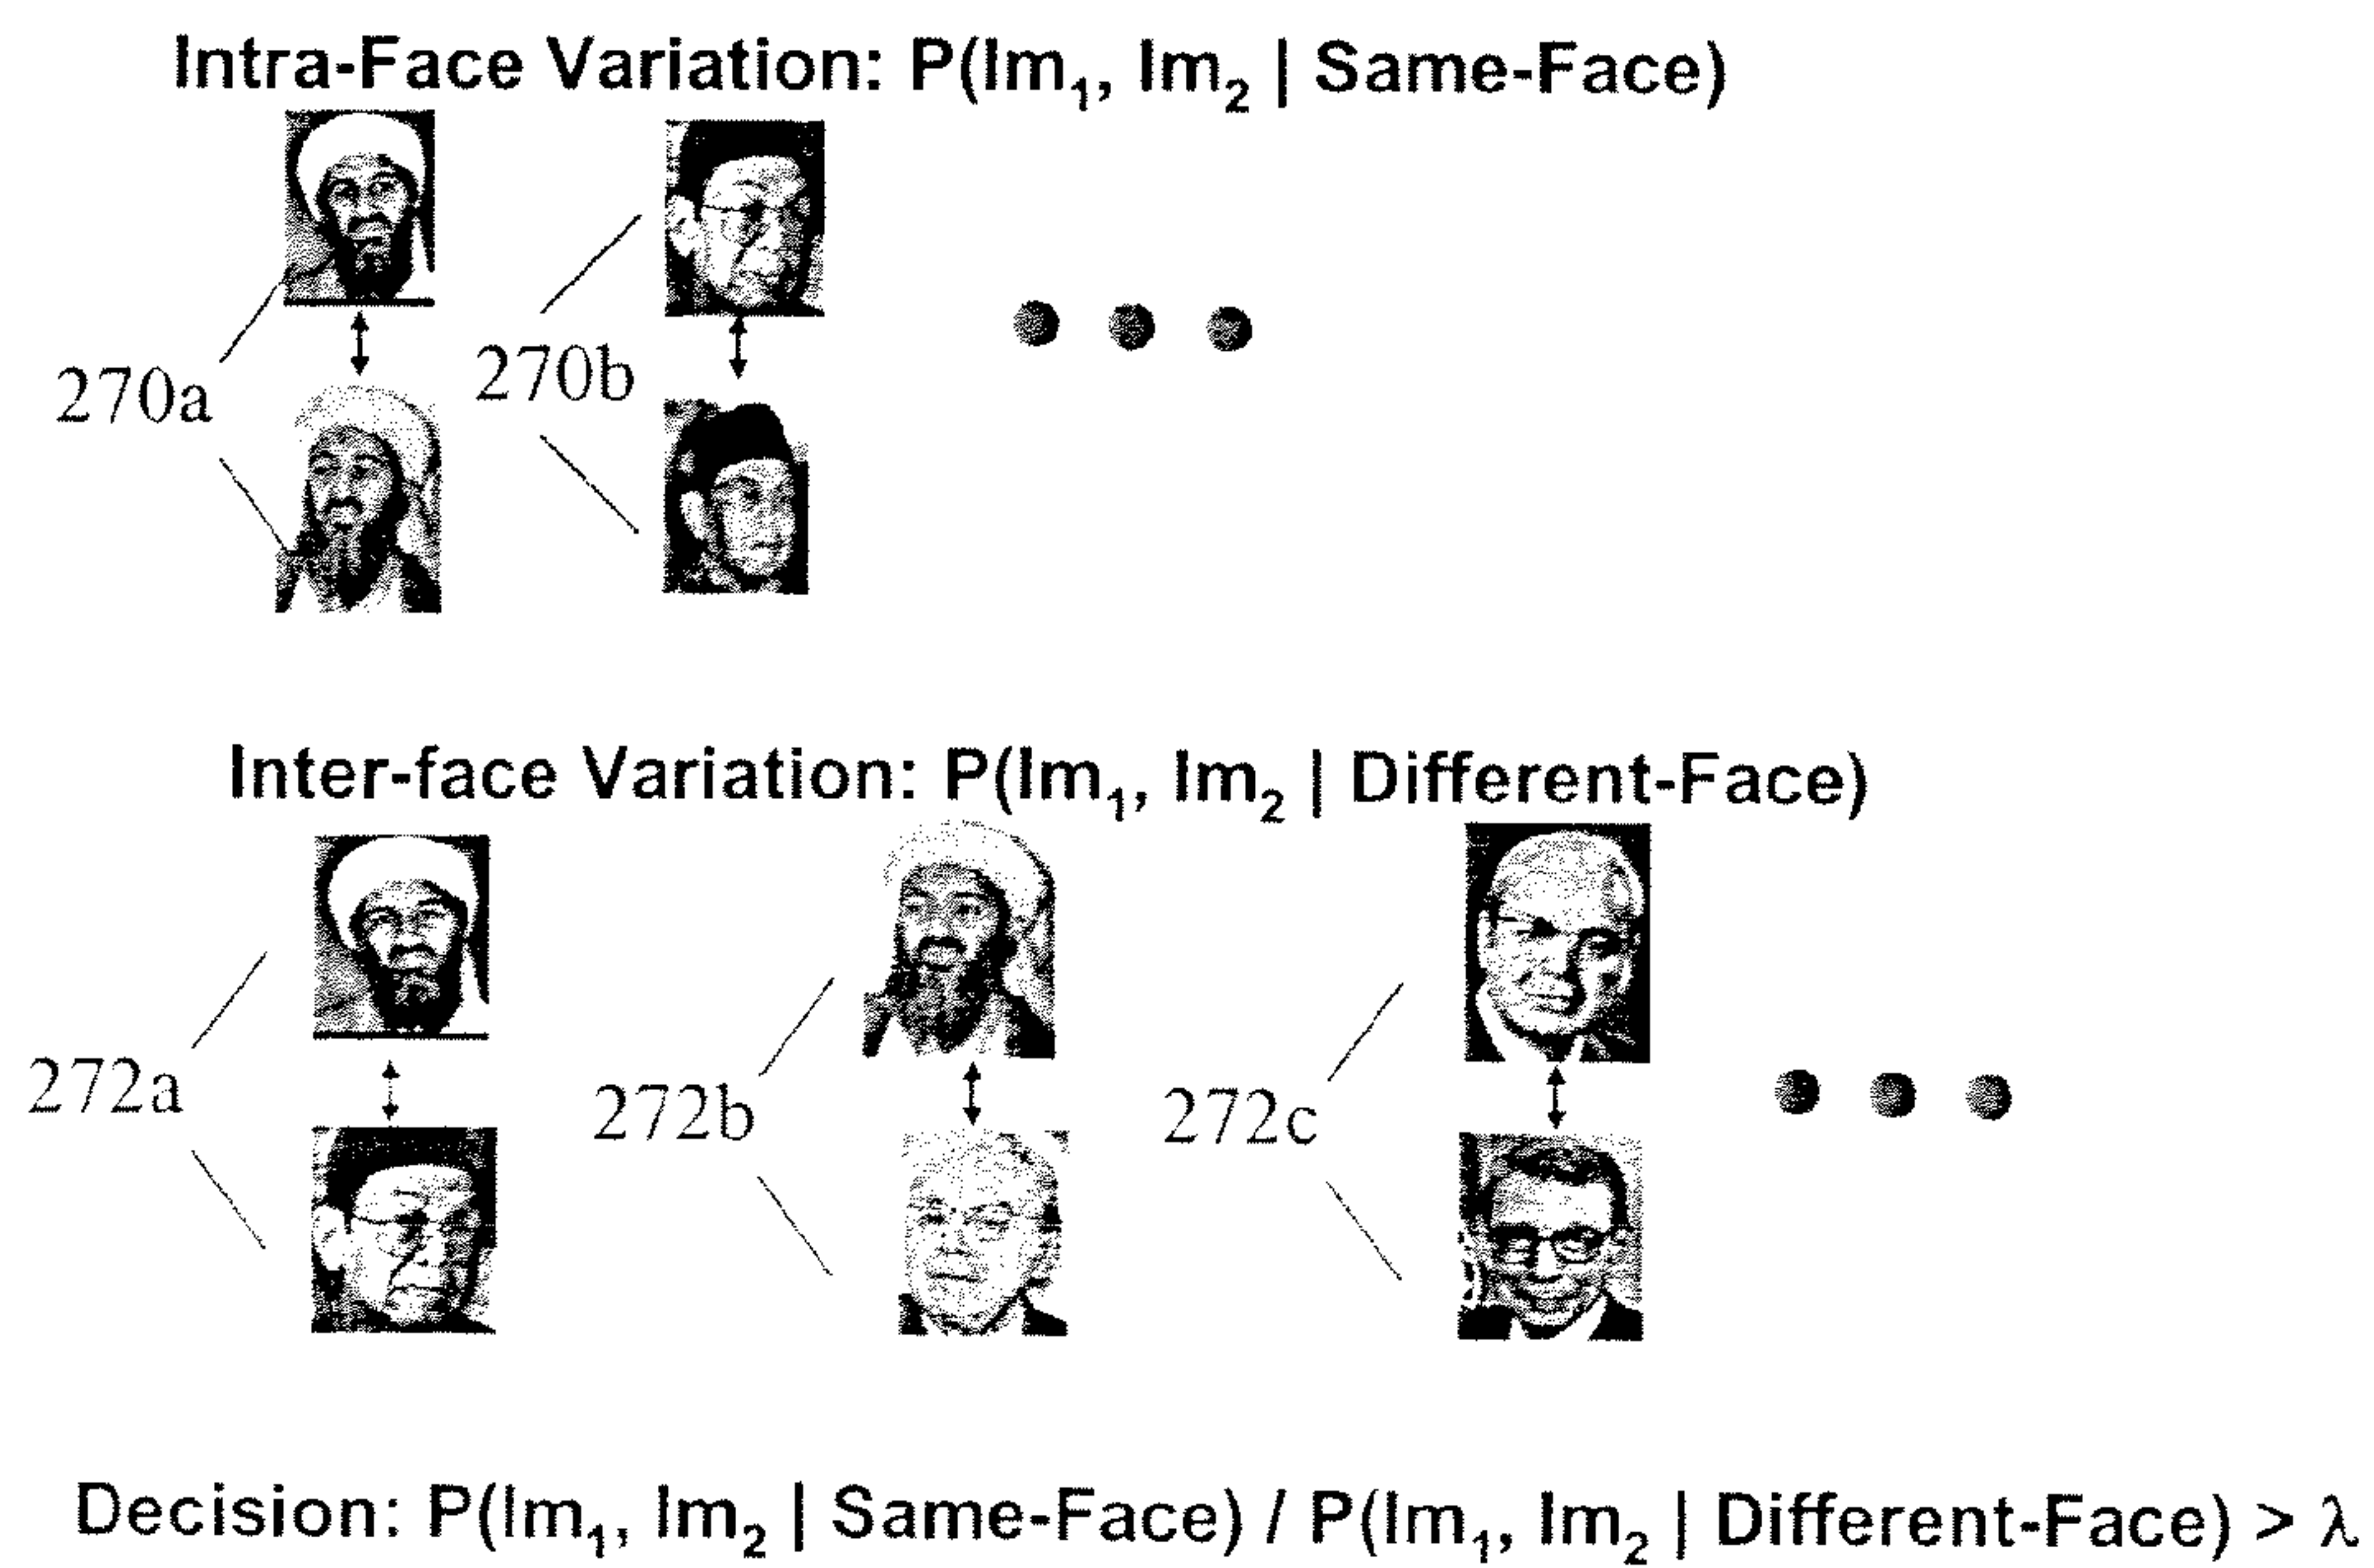 Intra-Face Variation: P(Im₁, Im₂ | Same-Face)
270a
270b
Inter-face Variation: P(Im₁, Im₂ | Different-Face)
272a
272b
272c
Decision: P(Im₁, Im₂ | Same-Face) / P(Im₁, Im₂ | Different-Face) > λ